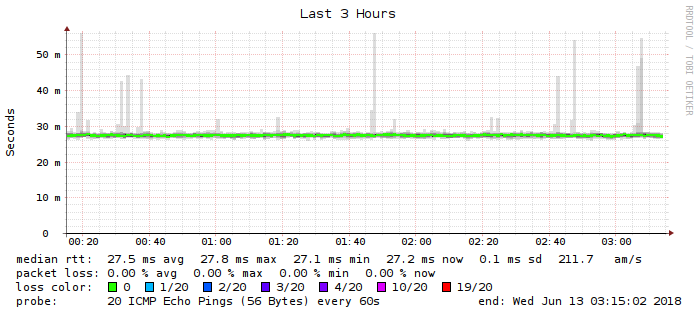 Last 3 Hours
RRDTOOL / TOBI OETIKER
Seconds
50 m
40 m
30 m
20 m
10 m
0
00:20 00:40 01:00 01:20 01:40 02:00 02:20 02:40 03:00
median rtt: 27.5 ms avg 27.8 ms max 27.1 ms min 27.2 ms now 0.1 ms sd 211.7 am/s
packet loss: 0.00 % avg 0.00 % max 0.00 % min 0.00 % now
loss color: 0 1/20 2/20 3/20 4/20 10/20 19/20
probe: 20 ICMP Echo Pings (56 Bytes) every 60s end: Wed Jun 13 03:15:02 2018